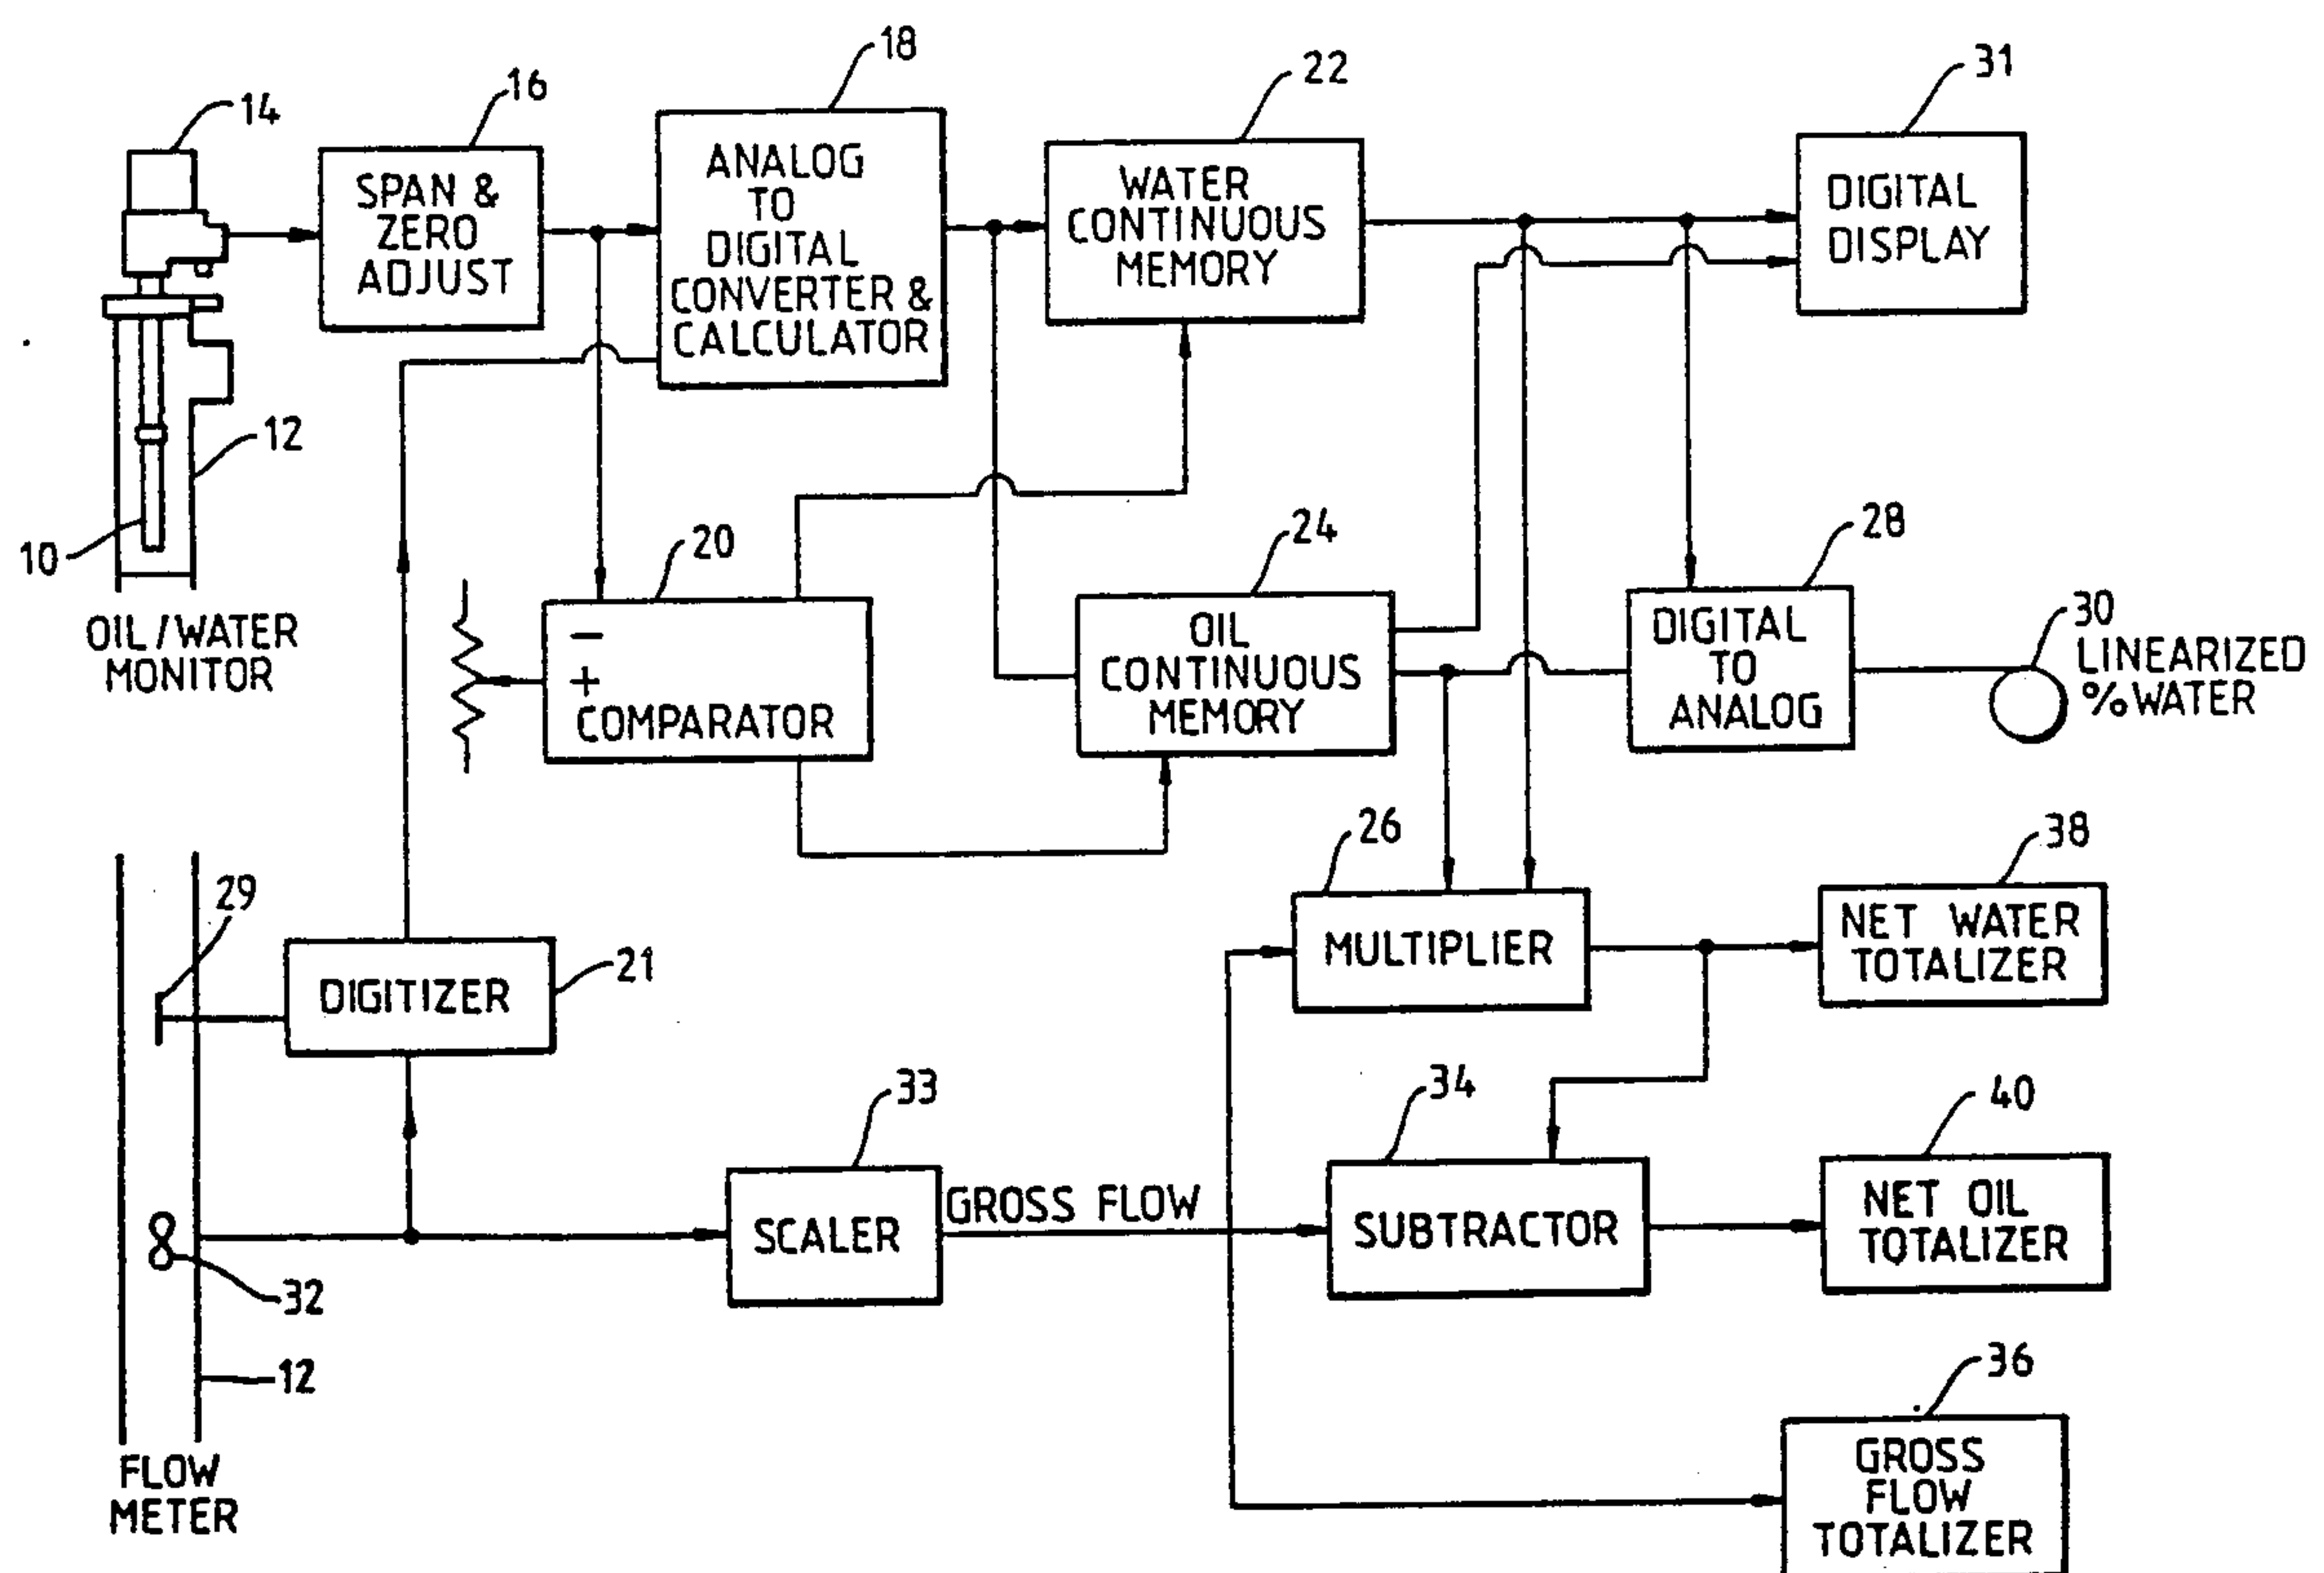 14
16
SPAN &
ZERO
ADJUST
18
ANALOG
TO
DIGITAL
CONVERTER &
CALCULATOR
22
WATER
CONTINUOUS
MEMORY
31
DIGITAL
DISPLAY
12
10
OIL/WATER
MONITOR
20
−
+
COMPARATOR
24
OIL
CONTINUOUS
MEMORY
28
DIGITAL
TO
ANALOG
30
LINEARIZED
% WATER
29
DIGITIZER
21
26
MULTIPLIER
38
NET WATER
TOTALIZER
32
12
FLOW
METER
33
SCALER
GROSS FLOW
34
SUBTRACTOR
40
NET OIL
TOTALIZER
36
GROSS
FLOW
TOTALIZER